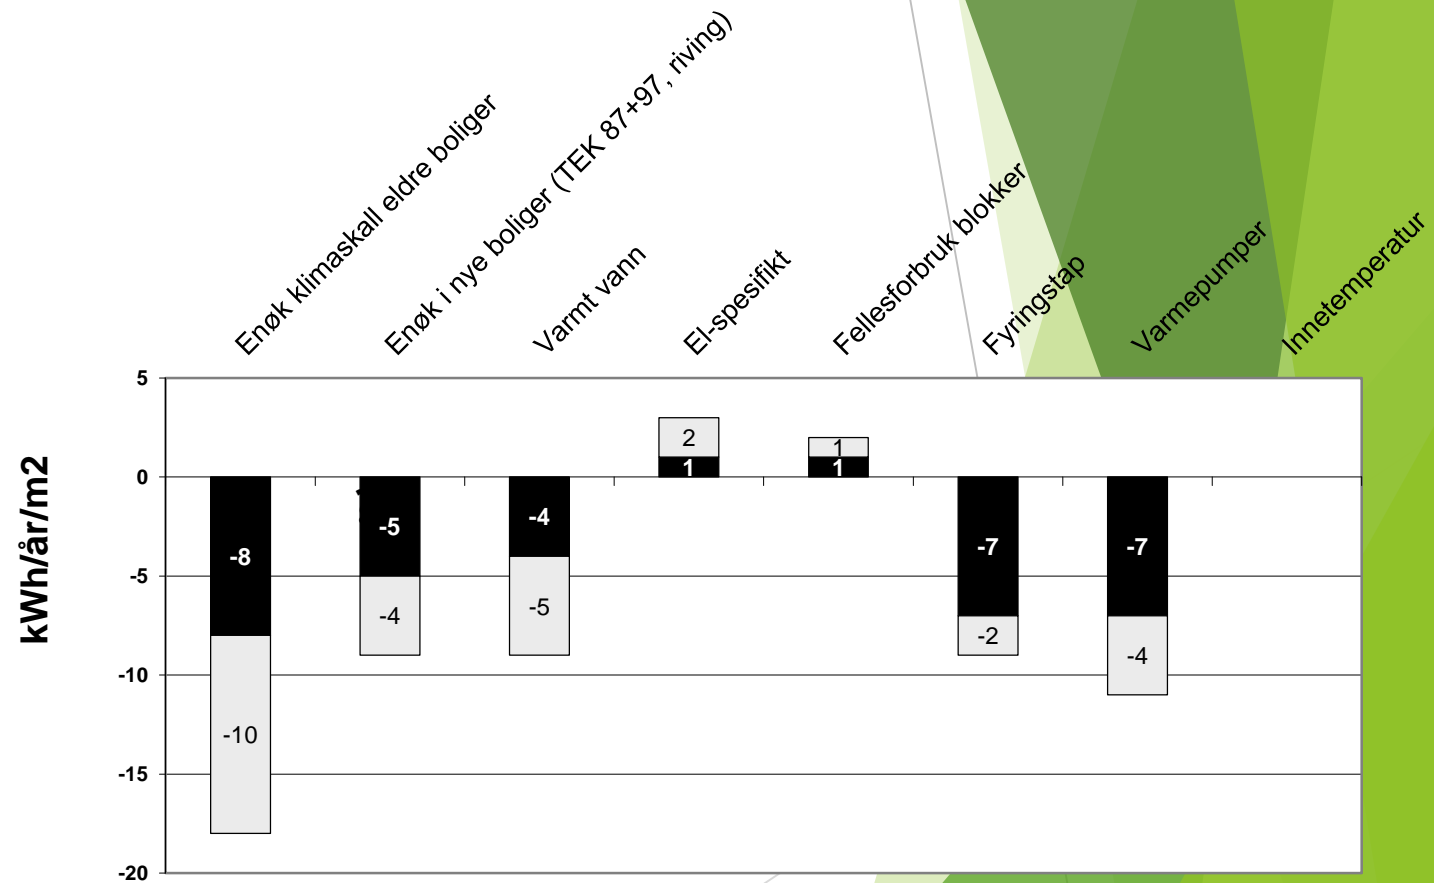 Enøk klimaskall eldre boliger
Enøk i nye boliger (TEK 87+97, riving)
Varmt vann
El-spesifikt
Fellesforbruk blokker
Fyringstap
Varmepumper
Innetemperatur
kWh/år/m2
5
0
-5
-10
-15
-20
-8
-10
-5
-4
-4
-5
2
1
1
1
-7
-2
-7
-4